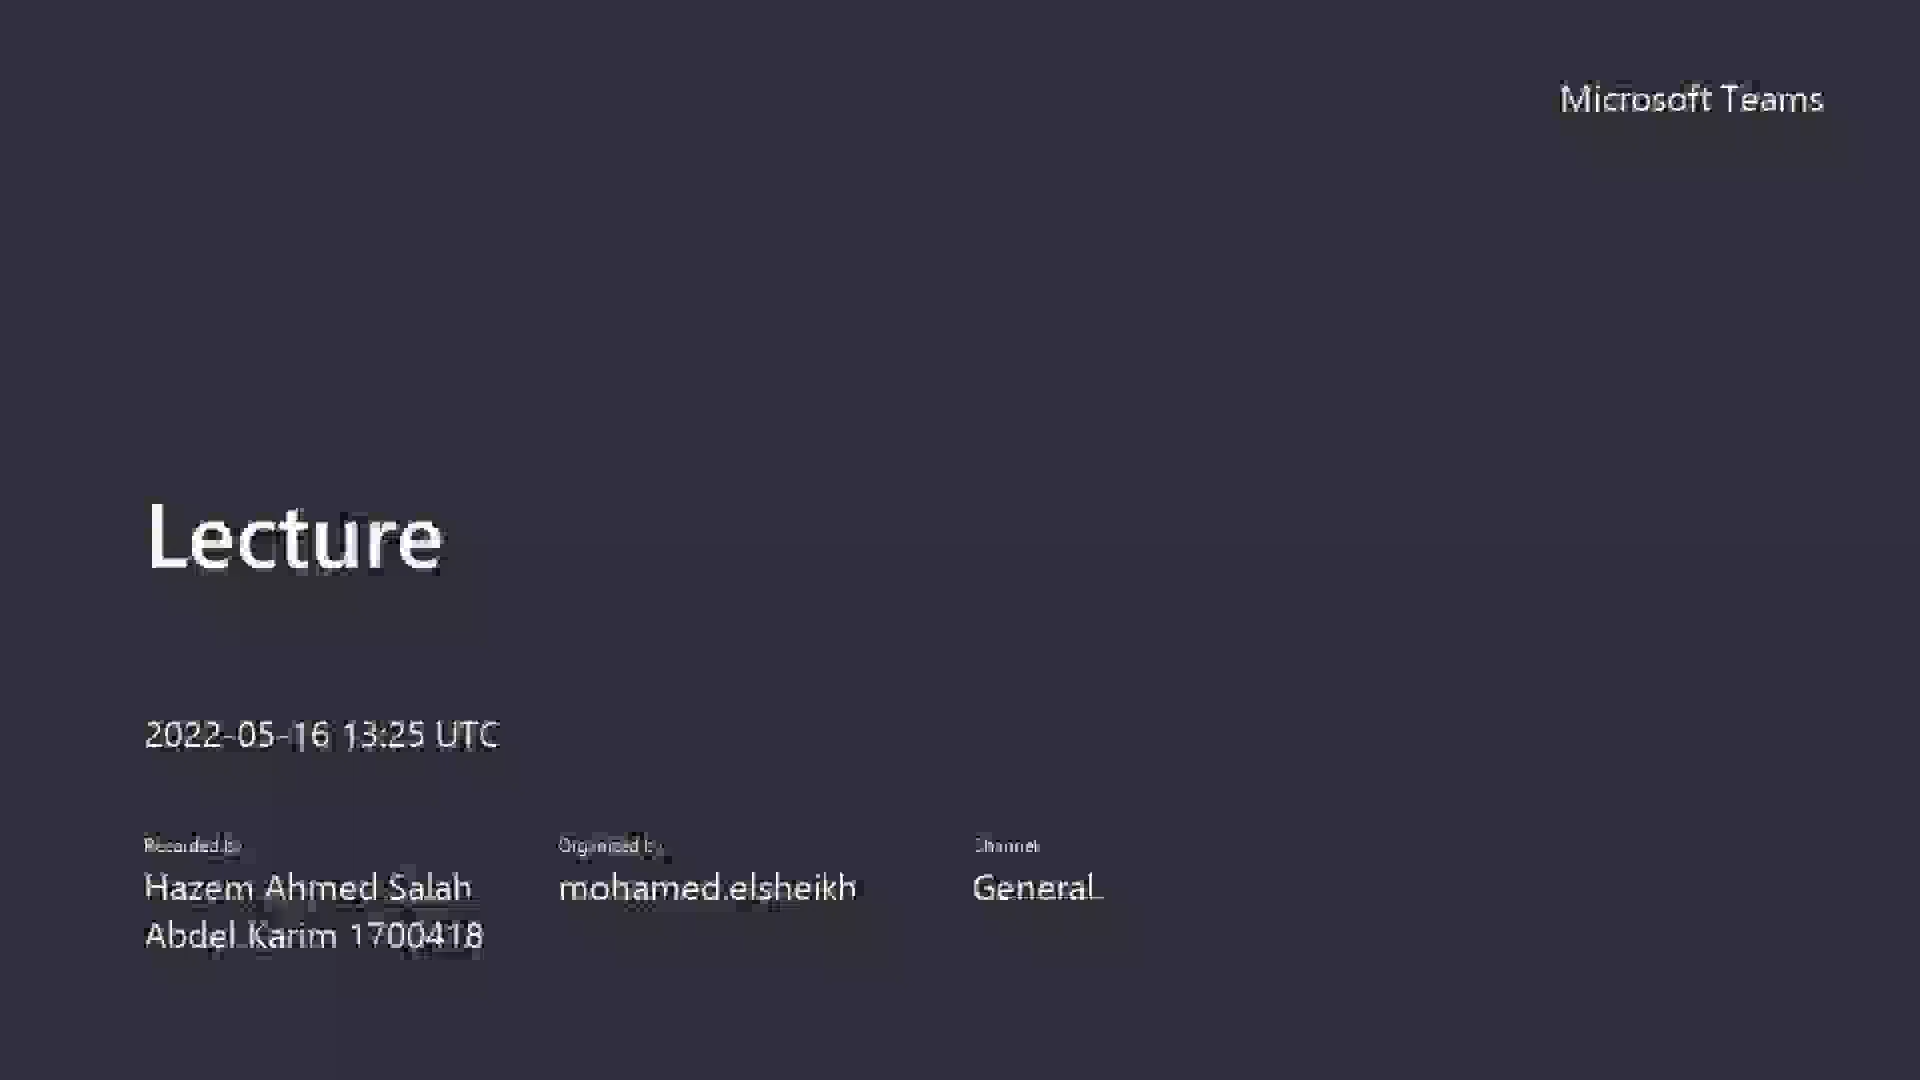 Microsoft Teams
Lecture
2022-05-16 13:25 UTC
Recorded by
Organized by
Channel
Hazem Ahmed Salah
mohamed.elsheikh
General
Abdel Karim 1700418